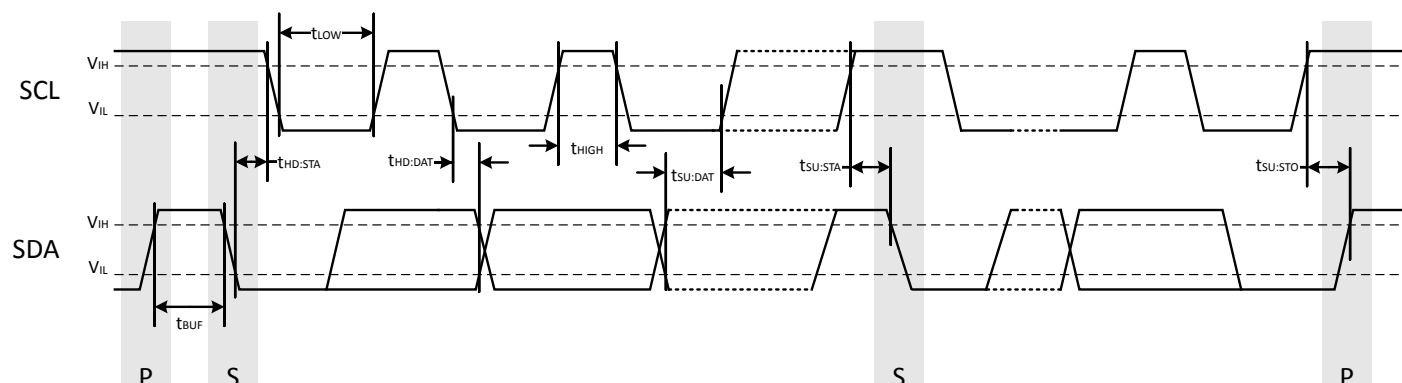 tLOW
VIH
SCL
VIL
tHD:STA
tHD:DAT
tHIGH
tSU:DAT
tSU:STA
tSU:STO
VIH
SDA
VIL
tBUF
P
S
S
P